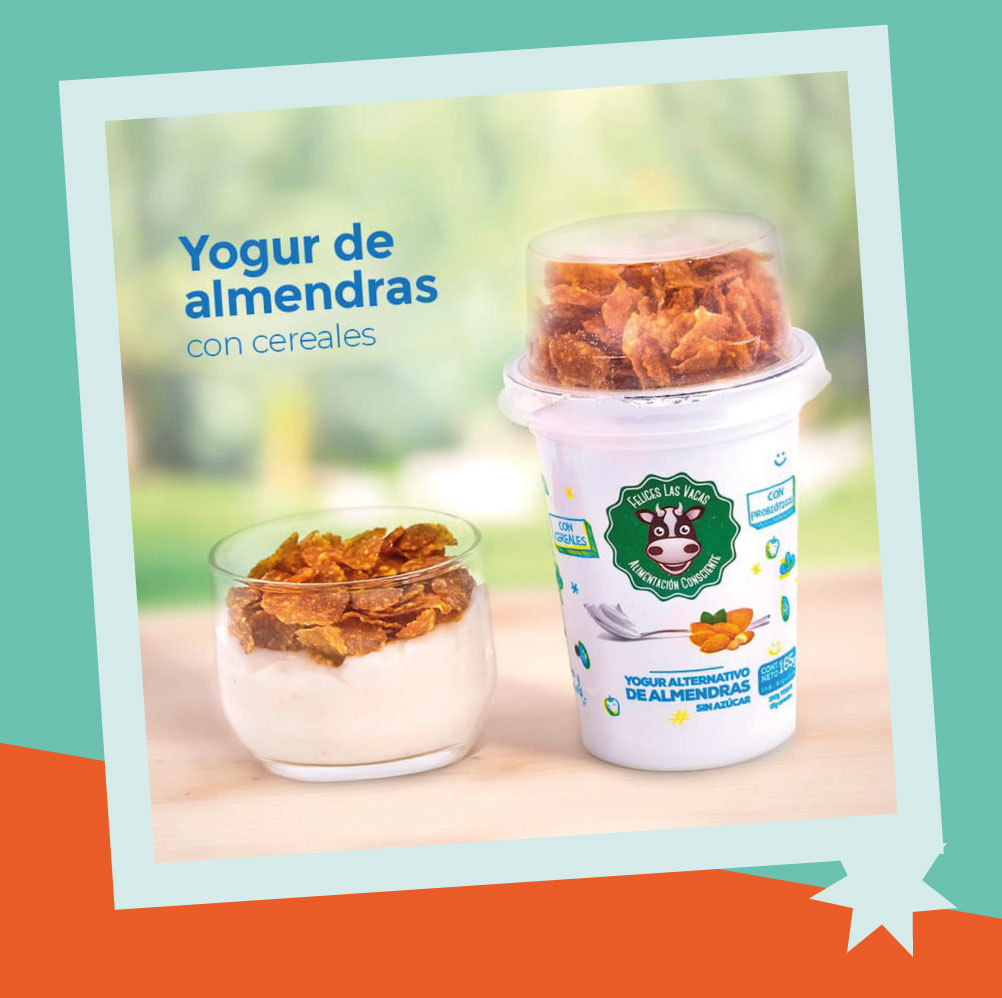 Yogur de
almendras
con cereales
FELICES LAS VACAS
ALIMENTACIÓN CONSCIENTE
CON
CEREALES
CON
PROBIÓTICOS
YOGUR ALTERNATIVO
DE ALMENDRAS
SIN AZÚCAR
CONT.
NETO 165g